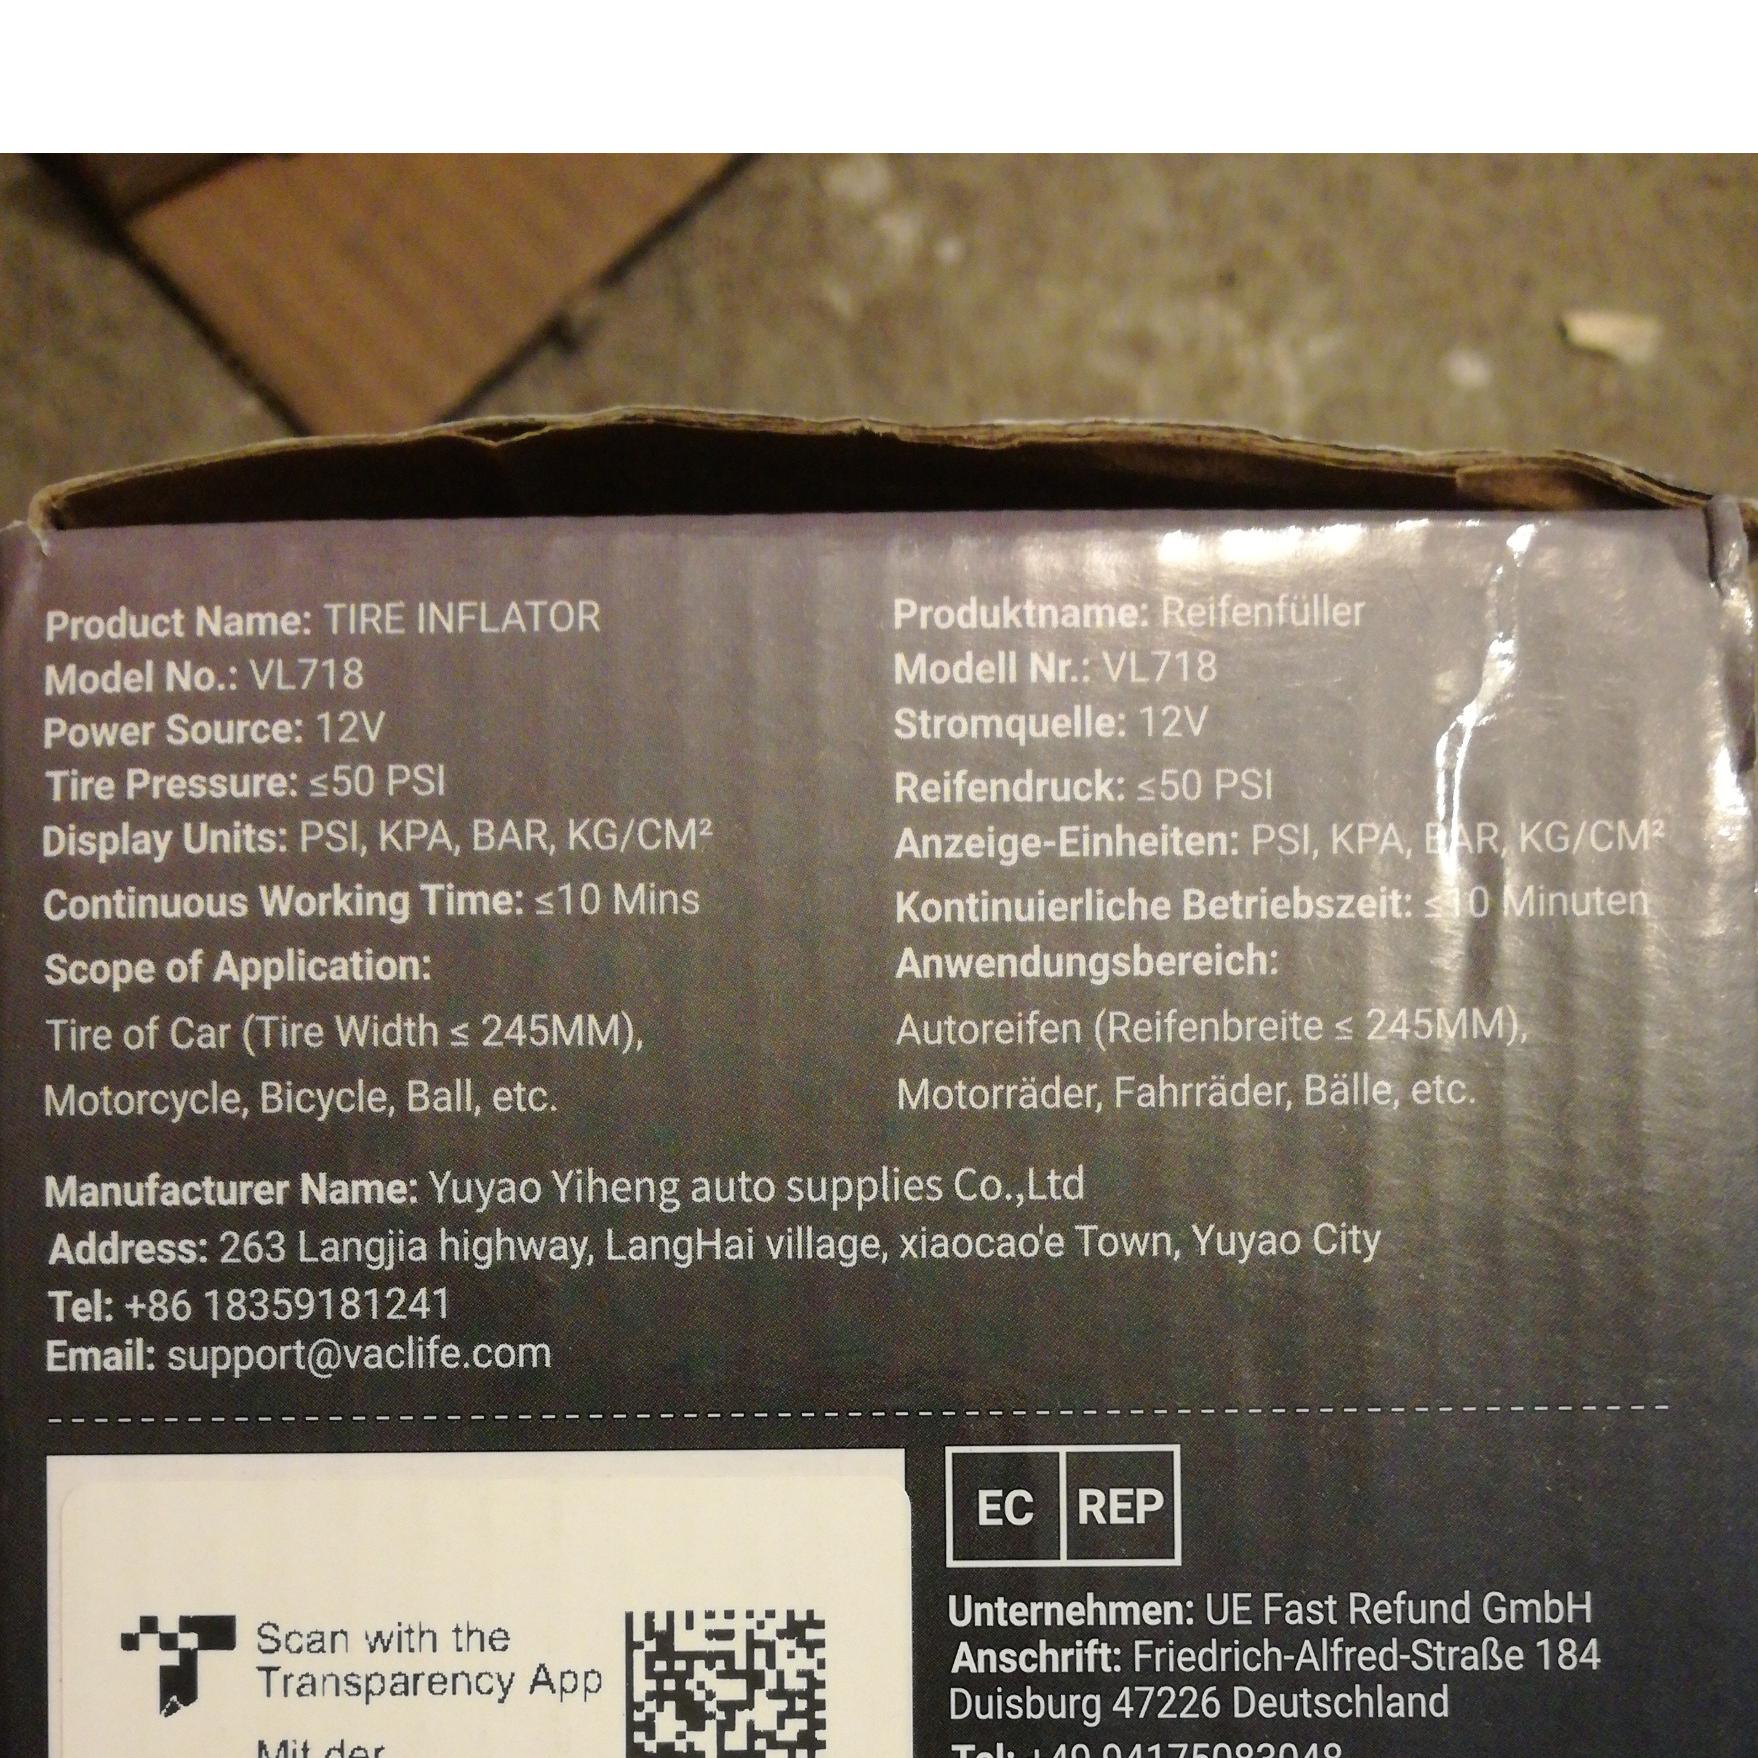 Product Name: TIRE INFLATOR
Model No.: VL718
Power Source: 12V
Tire Pressure: ≤50 PSI
Display Units: PSI, KPA, BAR, KG/CM²
Continuous Working Time: ≤10 Mins
Scope of Application:
Tire of Car (Tire Width ≤ 245MM),
Motorcycle, Bicycle, Ball, etc.
Produktname: Reifenfüller
Modell Nr.: VL718
Stromquelle: 12V
Reifendruck: ≤50 PSI
Anzeige-Einheiten: PSI, KPA, BAR, KG/CM²
Kontinuierliche Betriebszeit: ≤10 Minuten
Anwendungsbereich:
Autoreifen (Reifenbreite ≤ 245MM),
Motorräder, Fahrräder, Bälle, etc.
Manufacturer Name: Yuyao Yiheng auto supplies Co.,Ltd
Address: 263 Langjia highway, LangHai village, xiaocao'e Town, Yuyao City
Tel: +86 18359181241
Email: support@vaclife.com
Scan with the
Transparency App
Mit der
EC REP
Unternehmen: UE Fast Refund GmbH
Anschrift: Friedrich-Alfred-Straße 184
Duisburg 47226 Deutschland
Tel: +49 94175083048